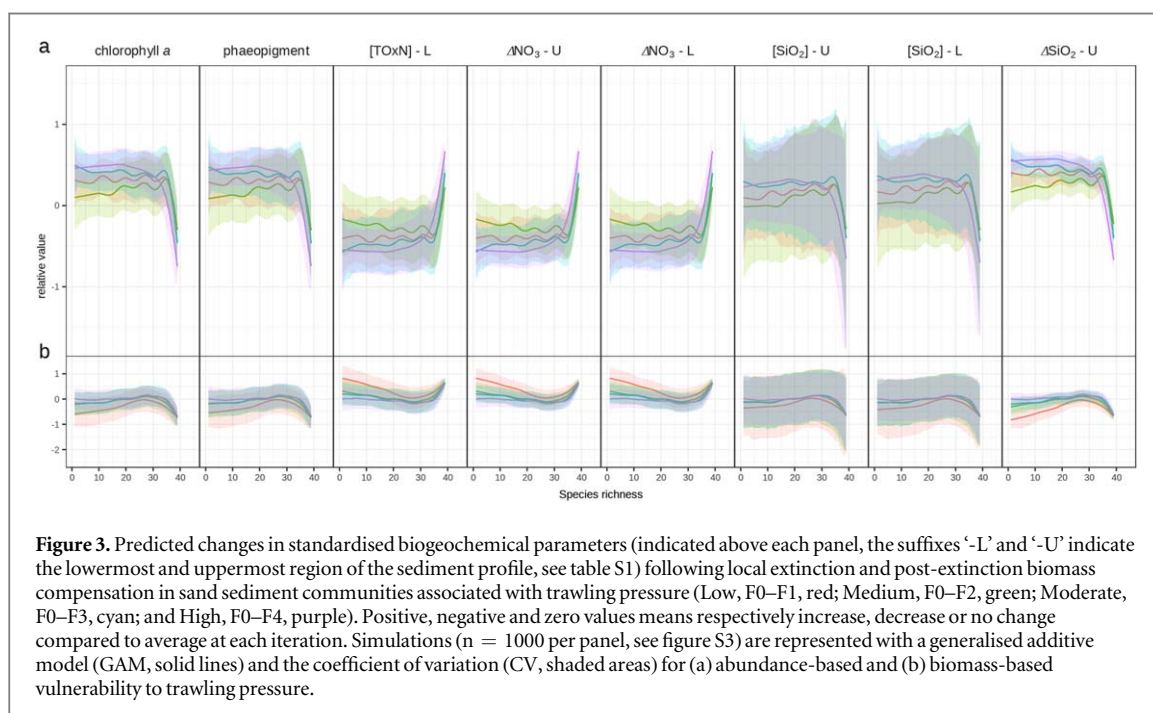 a
chlorophyll a phaeopigment [TOxN] - L ΔNO₃ - U ΔNO₃ - L [SiO₂] - U [SiO₂] - L ΔSiO₂ - U
1
0
-1
relative value
b
1
0
-1
-2
0 10 20 30 40 0 10 20 30 40 0 10 20 30 40 0 10 20 30 40 0 10 20 30 40 0 10 20 30 40 0 10 20 30 40 0 10 20 30 40
Species richness
Figure 3. Predicted changes in standardised biogeochemical parameters (indicated above each panel, the suffixes ‘-L’ and ‘-U’ indicate
the lowermost and uppermost region of the sediment profile, see table S1) following local extinction and post-extinction biomass
compensation in sand sediment communities associated with trawling pressure (Low, F0–F1, red; Medium, F0–F2, green; Moderate,
F0–F3, cyan; and High, F0–F4, purple). Positive, negative and zero values means respectively increase, decrease or no change
compared to average at each iteration. Simulations (n = 1000 per panel, see figure S3) are represented with a generalised additive
model (GAM, solid lines) and the coefficient of variation (CV, shaded areas) for (a) abundance-based and (b) biomass-based
vulnerability to trawling pressure.